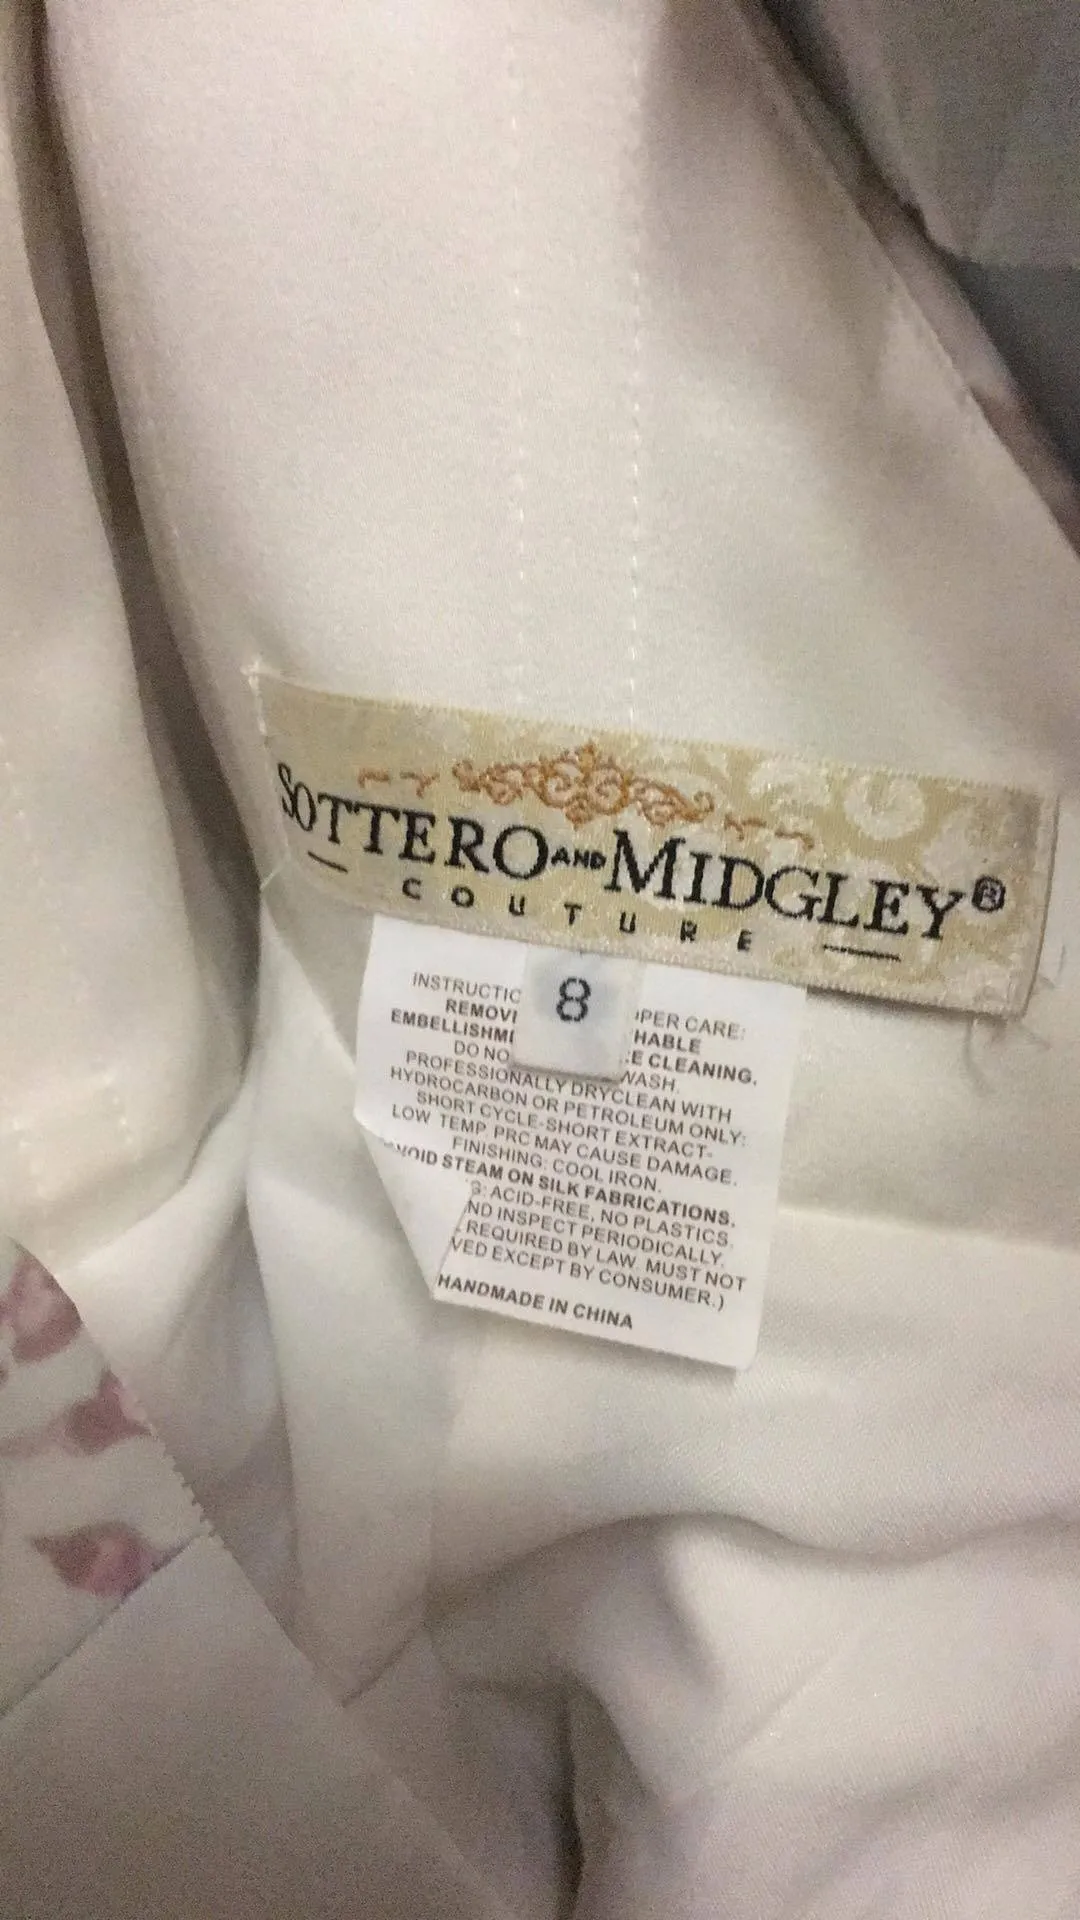 SOTTERO AND MIDGLEY®
COUTURE
8
INSTRUCTIC PER CARE:
REMOVI HABLE
EMBELLISHM E CLEANING.
DO NO WASH.
PROFESSIONALLY DRYCLEAN WITH
HYDROCARBON OR PETROLEUM ONLY:
SHORT CYCLE-SHORT EXTRACT-
LOW TEMP. PRC MAY CAUSE DAMAGE.
FINISHING: COOL IRON.
VOID STEAM ON SILK FABRICATIONS.
G: ACID-FREE, NO PLASTICS.
ND INSPECT PERIODICALLY.
REQUIRED BY LAW. MUST NOT
VED EXCEPT BY CONSUMER.)
HANDMADE IN CHINA